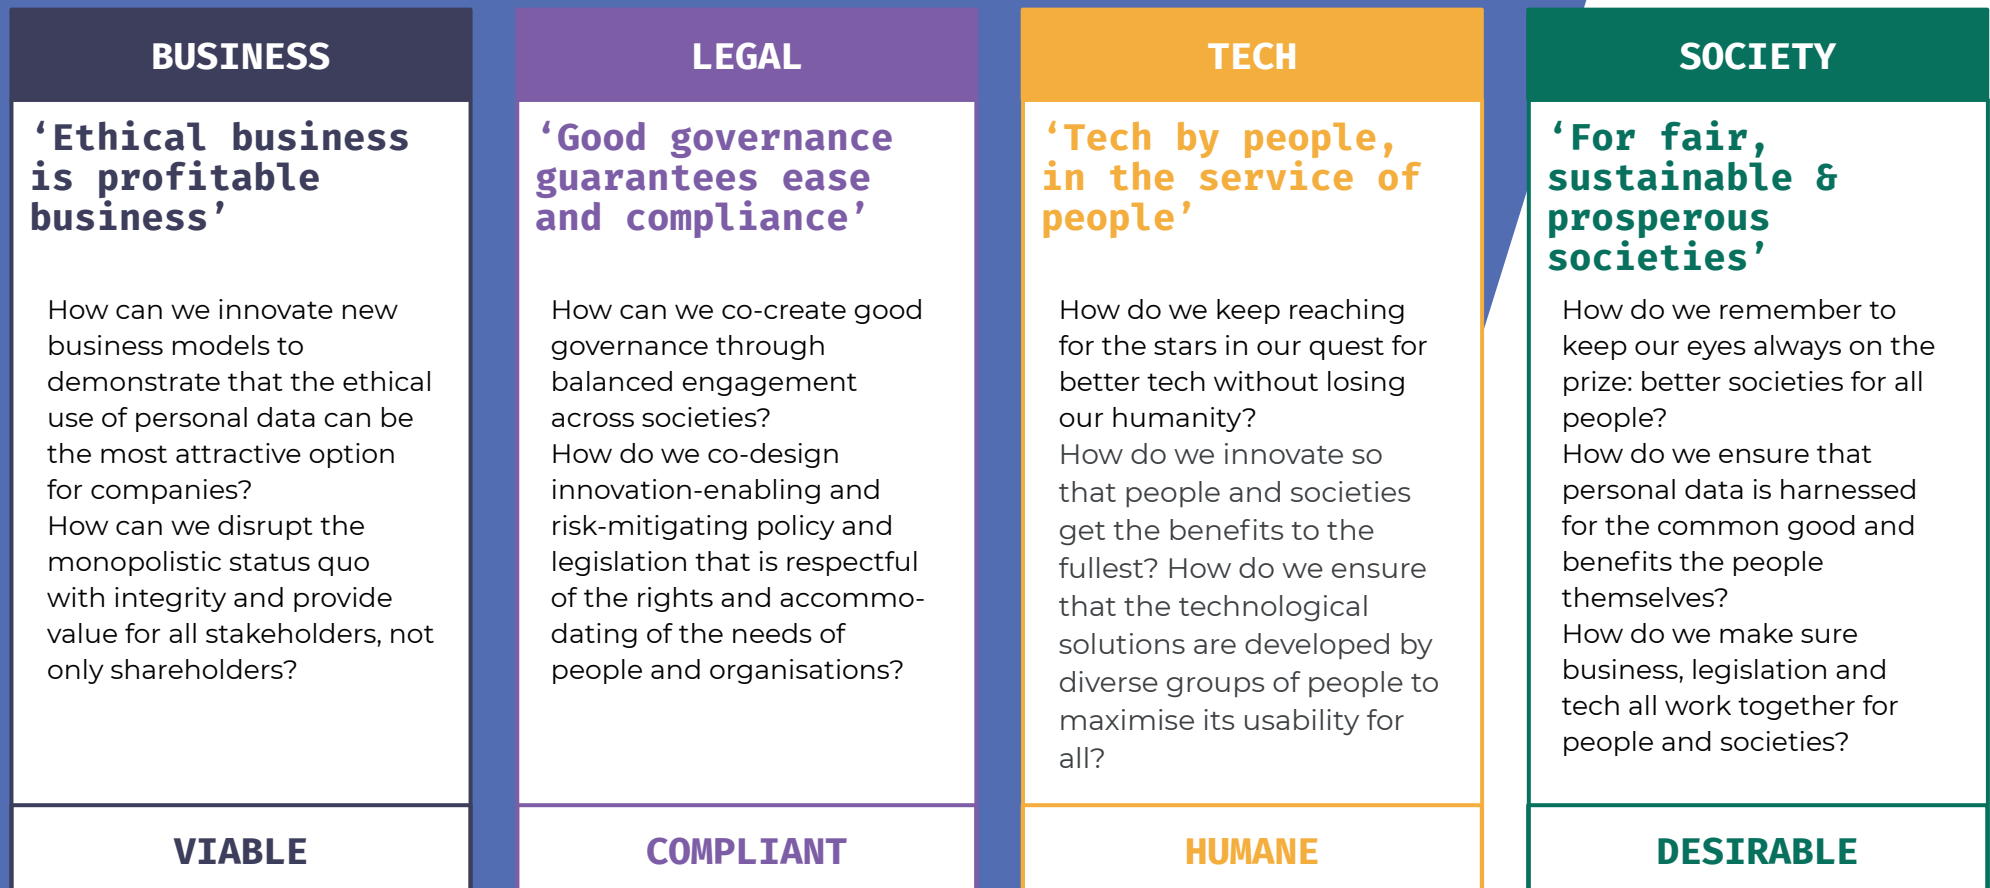 BUSINESS
‘Ethical business
is profitable
business’
How can we innovate new
business models to
demonstrate that the ethical
use of personal data can be
the most attractive option
for companies?
How can we disrupt the
monopolistic status quo
with integrity and provide
value for all stakeholders, not
only shareholders?
VIABLE
LEGAL
‘Good governance
guarantees ease
and compliance’
How can we co-create good
governance through
balanced engagement
across societies?
How do we co-design
innovation-enabling and
risk-mitigating policy and
legislation that is respectful
of the rights and accommo-
dating of the needs of
people and organisations?
COMPLIANT
TECH
‘Tech by people,
in the service of
people’
How do we keep reaching
for the stars in our quest for
better tech without losing
our humanity?
How do we innovate so
that people and societies
get the benefits to the
fullest? How do we ensure
that the technological
solutions are developed by
diverse groups of people to
maximise its usability for
all?
HUMANE
SOCIETY
‘For fair,
sustainable &
prosperous
societies’
How do we remember to
keep our eyes always on the
prize: better societies for all
people?
How do we ensure that
personal data is harnessed
for the common good and
benefits the people
themselves?
How do we make sure
business, legislation and
tech all work together for
people and societies?
DESIRABLE